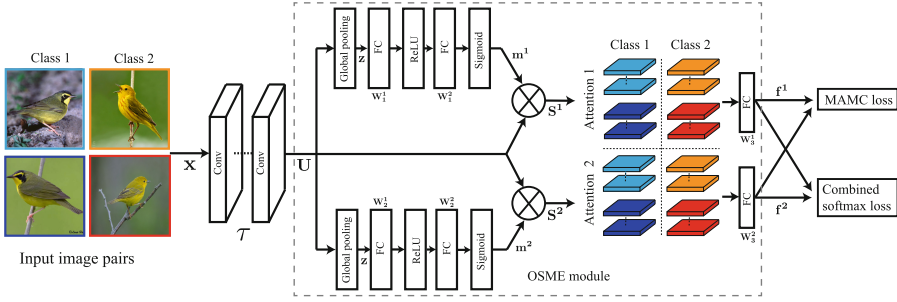 Class 1
Class 2
Input image pairs
X
Conv
Conv
τ
U
Global pooling
z
FC
W₁¹
ReLU
FC
W₁²
Sigmoid
m¹
S¹
Global pooling
z
FC
W₂¹
ReLU
FC
W₂²
Sigmoid
m²
S²
Class 1
Class 2
Attention 1
Attention 2
FC
W₃¹
FC
W₃²
f¹
f²
MAMC loss
Combined
softmax loss
OSME module